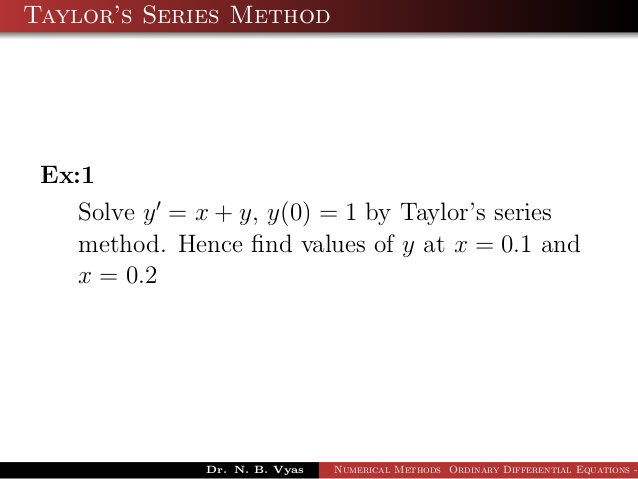 Taylor's Series Method
Ex:1
Solve y′ = x + y, y(0) = 1 by Taylor's series
method. Hence find values of y at x = 0.1 and
x = 0.2
Dr. N. B. Vyas Numerical Methods Ordinary Differential Equations -